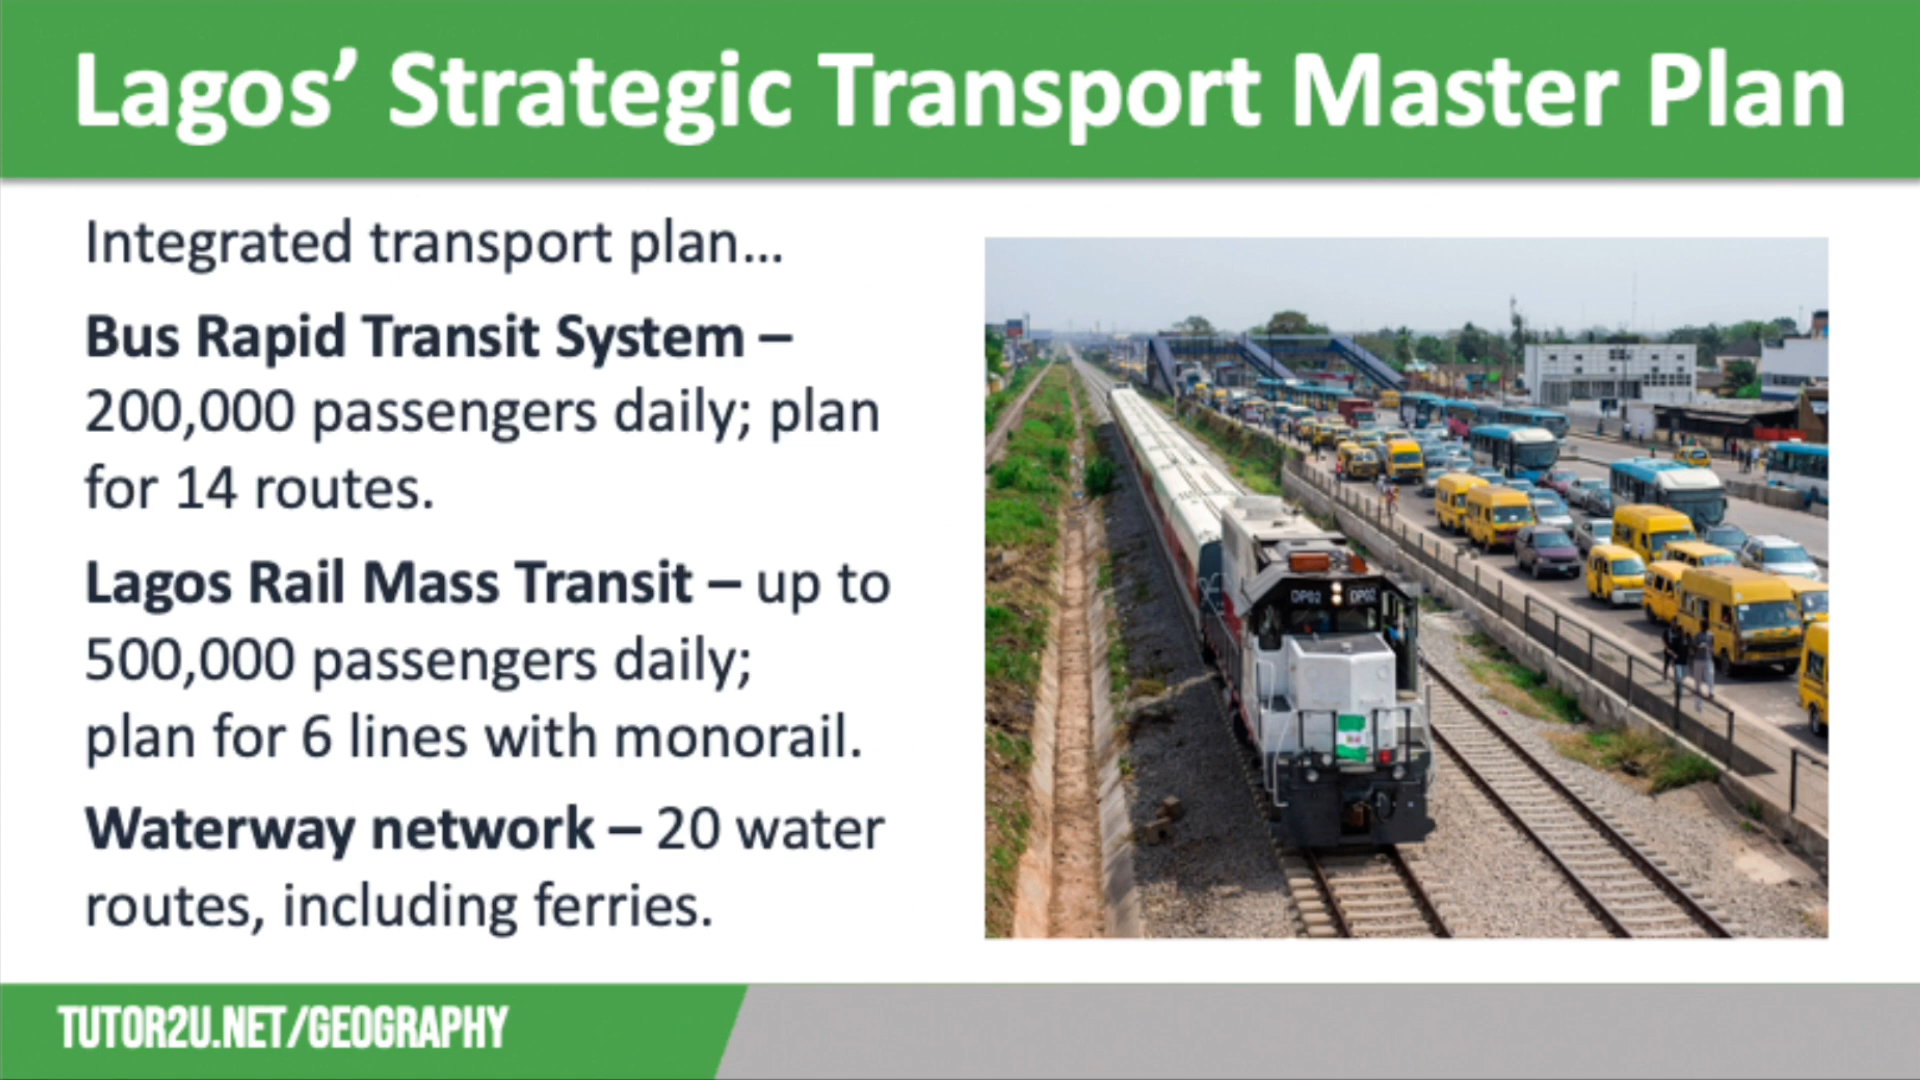 Lagos’ Strategic Transport Master Plan
Integrated transport plan…
Bus Rapid Transit System –
200,000 passengers daily; plan
for 14 routes.
Lagos Rail Mass Transit – up to
500,000 passengers daily;
plan for 6 lines with monorail.
Waterway network – 20 water
routes, including ferries.
DP02 DP02
TUTOR2U.NET/GEOGRAPHY